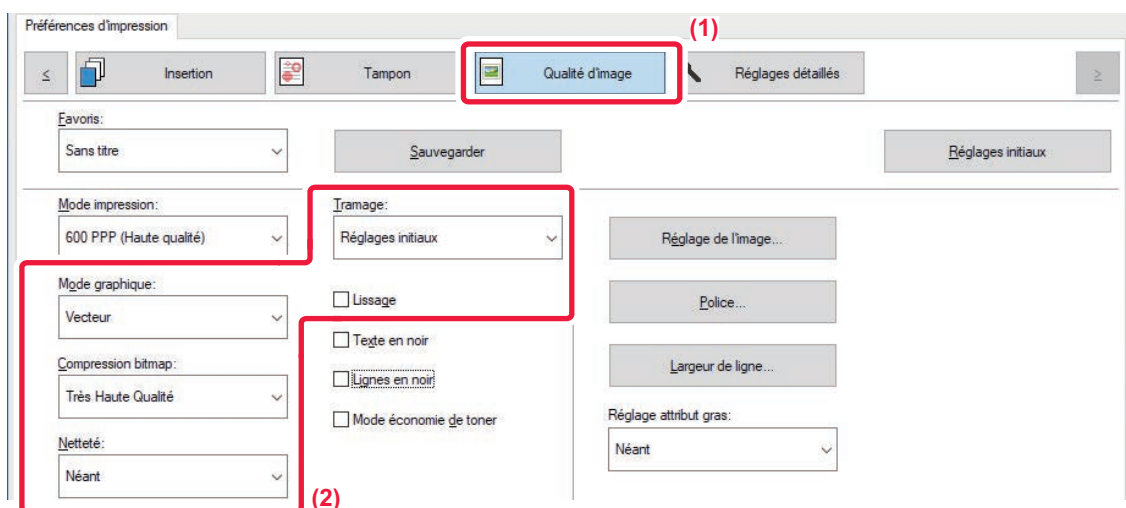 Préférences d'impression
(1)
<
Insertion
Tampon
Qualité d'image
Réglages détaillés
>
Favoris:
Sans titre
Sauvegarder
Réglages initiaux
Mode impression:
600 PPP (Haute qualité)
Tramage:
Réglages initiaux
Réglage de l'image...
Mode graphique:
Vecteur
Lissage
Police...
Texte en noir
Compression bitmap:
Très Haute Qualité
Lignes en noir
Largeur de ligne...
Mode économie de toner
Réglage attribut gras:
Néant
Netteté:
Néant
(2)